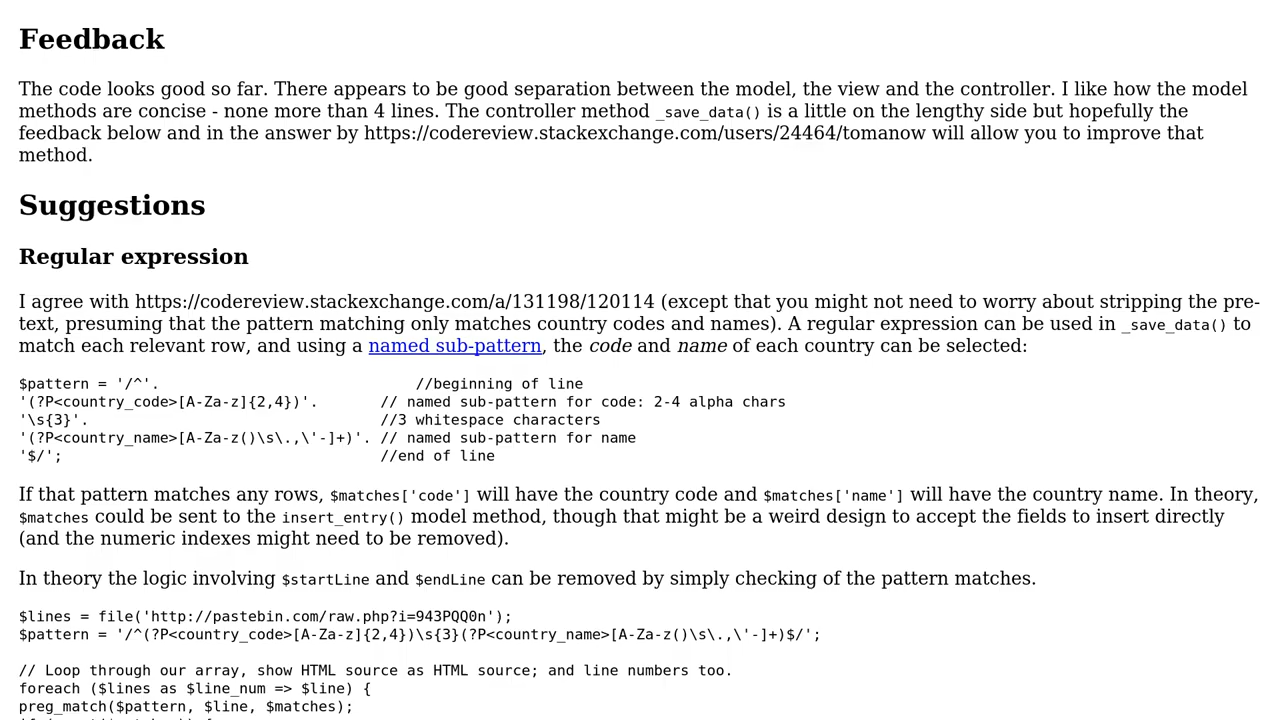 Feedback
The code looks good so far. There appears to be good separation between the model, the view and the controller. I like how the model
methods are concise - none more than 4 lines. The controller method _save_data() is a little on the lengthy side but hopefully the
feedback below and in the answer by https://codereview.stackexchange.com/users/24464/tomanow will allow you to improve that
method.
Suggestions
Regular expression
I agree with https://codereview.stackexchange.com/a/131198/120114 (except that you might not need to worry about stripping the pre-
text, presuming that the pattern matching only matches country codes and names). A regular expression can be used in _save_data() to
match each relevant row, and using a named sub-pattern, the code and name of each country can be selected:
$pattern = '/^'.                             //beginning of line
'(?P<country_code>[A-Za-z]{2,4})'.       // named sub-pattern for code: 2-4 alpha chars
'\s{3}'.                                 //3 whitespace characters
'(?P<country_name>[A-Za-z()\s\.,\'-]+)'. // named sub-pattern for name
'$/';                                    //end of line
If that pattern matches any rows, $matches['code'] will have the country code and $matches['name'] will have the country name. In theory,
$matches could be sent to the insert_entry() model method, though that might be a weird design to accept the fields to insert directly
(and the numeric indexes might need to be removed).
In theory the logic involving $startLine and $endLine can be removed by simply checking of the pattern matches.
$lines = file('http://pastebin.com/raw.php?i=943PQQ0n');
$pattern = '/^(?P<country_code>[A-Za-z]{2,4})\s{3}(?P<country_name>[A-Za-z()\s\.,\'-]+)$/';
// Loop through our array, show HTML source as HTML source; and line numbers too.
foreach ($lines as $line_num => $line) {
preg_match($pattern, $line, $matches);